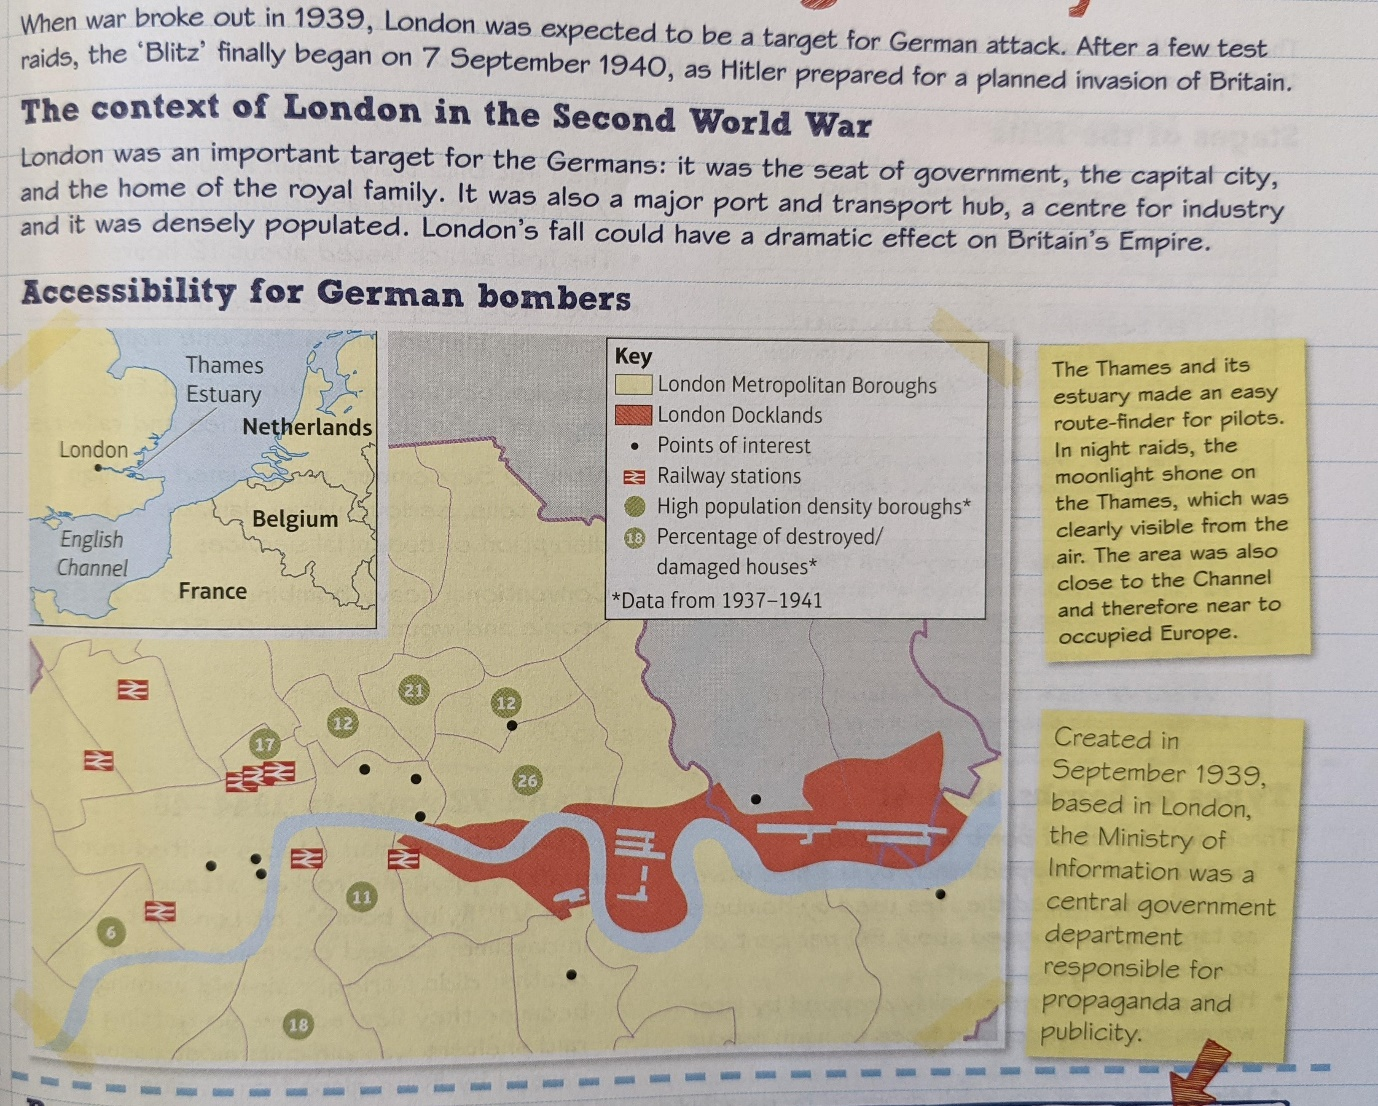 When war broke out in 1939, London was expected to be a target for German attack. After a few test
raids, the 'Blitz' finally began on 7 September 1940, as Hitler prepared for a planned invasion of Britain.
The context of London in the Second World War
London was an important target for the Germans: it was the seat of government, the capital city,
and the home of the royal family. It was also a major port and transport hub, a centre for industry
and it was densely populated. London's fall could have a dramatic effect on Britain's Empire.
Accessibility for German bombers
Thames
Estuary
Netherlands
London
Belgium
English
Channel
France
Key
London Metropolitan Boroughs
London Docklands
Points of interest
Railway stations
High population density boroughs*
18 Percentage of destroyed/
damaged houses*
*Data from 1937–1941
21
12
12
17
26
11
6
18
The Thames and its
estuary made an easy
route-finder for pilots.
In night raids, the
moonlight shone on
the Thames, which was
clearly visible from the
air. The area was also
close to the Channel
and therefore near to
occupied Europe.
Created in
September 1939,
based in London,
the Ministry of
Information was a
central government
department
responsible for
propaganda and
publicity.